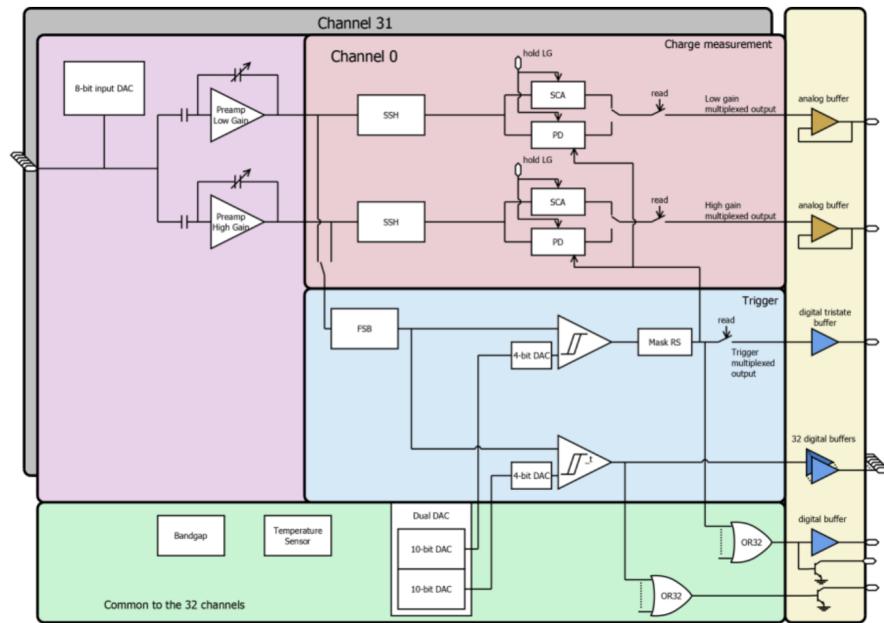 Channel 31
Channel 0
Charge measurement
8-bit input DAC
Preamp
Low Gain
SSH
hold LG
SCA
PD
read
Low gain
multiplexed output
analog buffer
Preamp
High Gain
SSH
hold LG
SCA
PD
read
High gain
multiplexed output
analog buffer
Trigger
FSB
4-bit DAC
Mask RS
read
Trigger
multiplexed
output
digital tristate
buffer
4-bit DAC
_t
32 digital buffers
Bandgap
Temperature
Sensor
Dual DAC
10-bit DAC
10-bit DAC
OR32
digital buffer
OR32
Common to the 32 channels